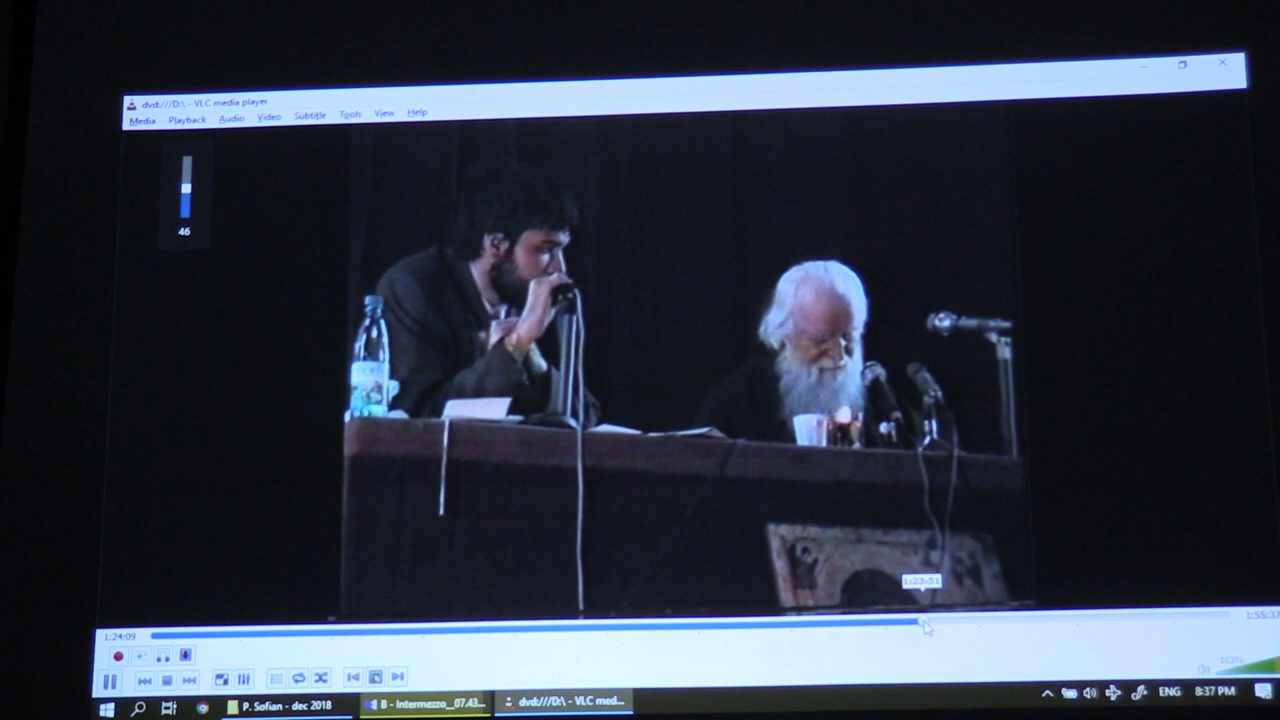 dvd:///D:\ - VLC media player
Media Playback Audio Video Subtitle Tools View Help
46
1:23:51
1:24:09
1:55:37
112%
P. Sofian - dec 2018
B - Intermezzo_07.43...
dvd:///D:\ - VLC med...
ENG
8:37 PM